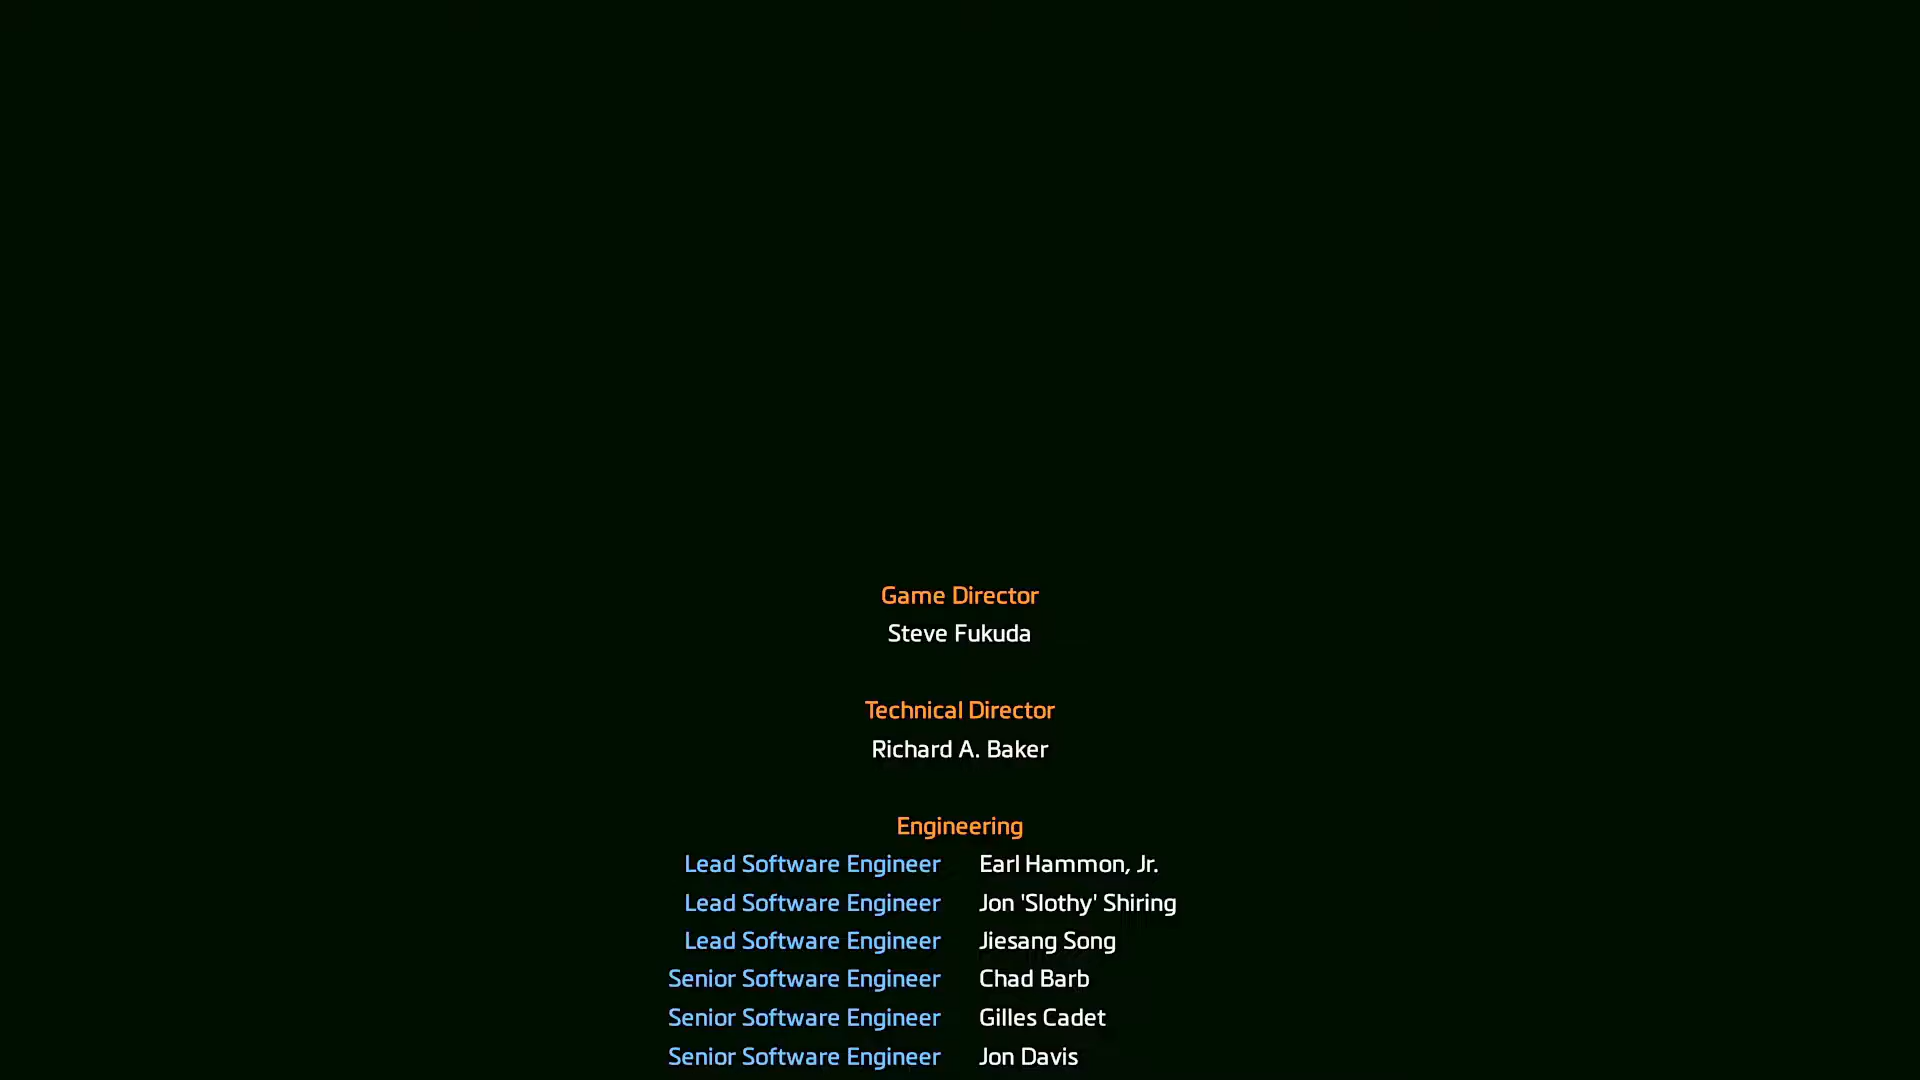 Game Director
Steve Fukuda
Technical Director
Richard A. Baker
Engineering
Lead Software Engineer Earl Hammon, Jr.
Lead Software Engineer Jon 'Slothy' Shiring
Lead Software Engineer Jiesang Song
Senior Software Engineer Chad Barb
Senior Software Engineer Gilles Cadet
Senior Software Engineer Jon Davis